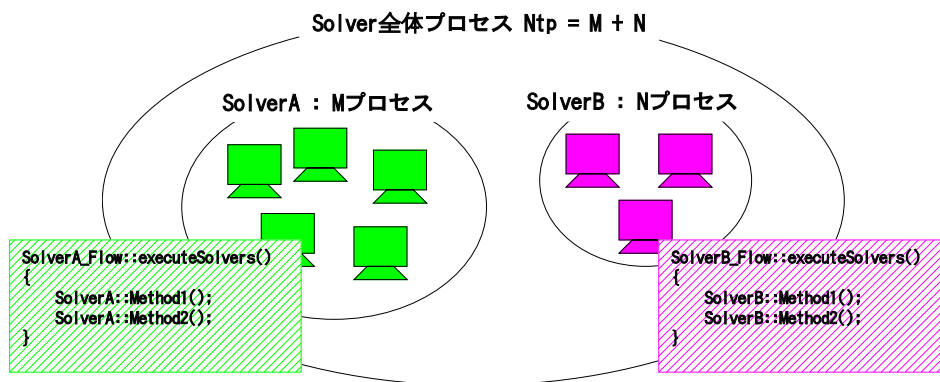 Solver全体プロセス Ntp = M + N
SolverA : Mプロセス
SolverB : Nプロセス
SolverA_Flow::executeSolvers()
{
SolverA::Method1();
SolverA::Method2();
}
SolverB_Flow::executeSolvers()
{
SolverB::Method1();
SolverB::Method2();
}